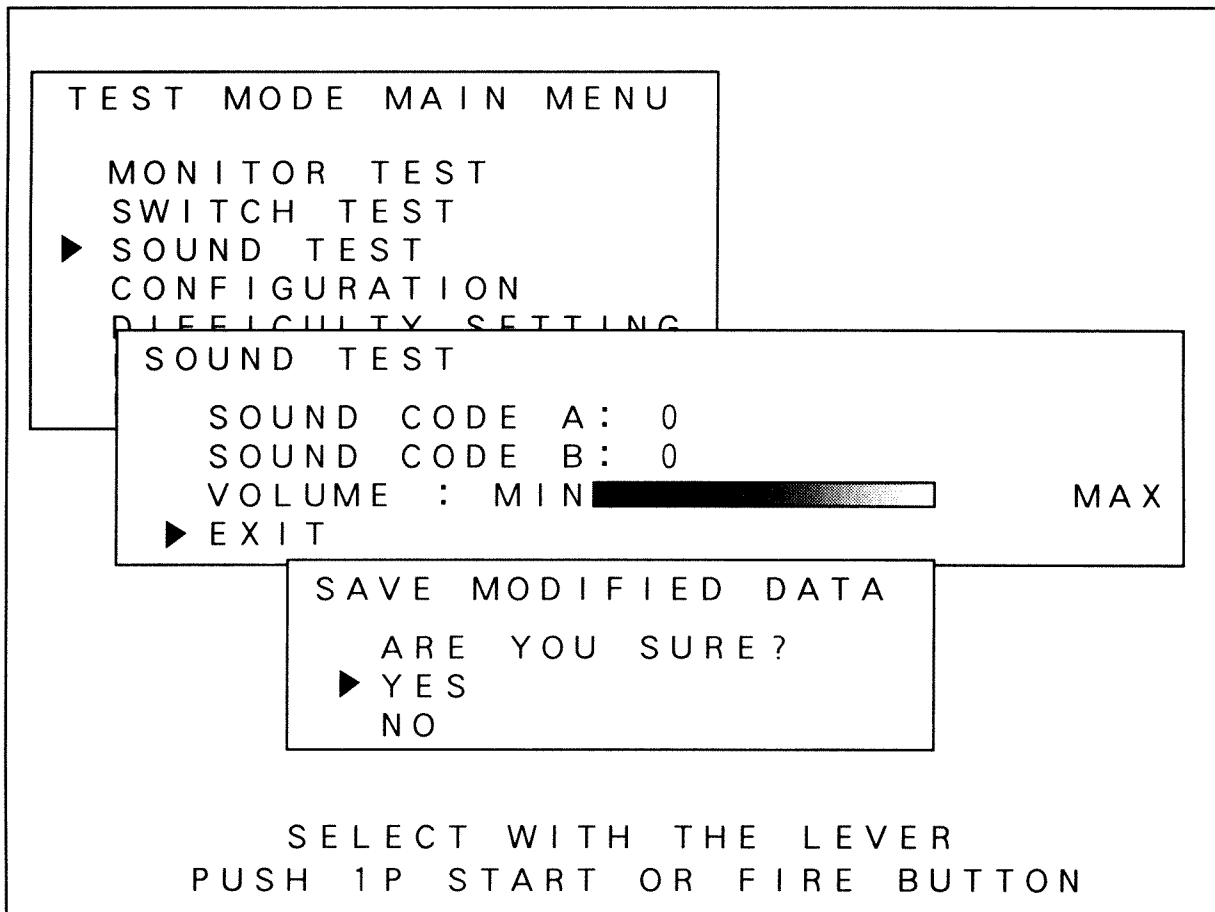 TEST MODE MAIN MENU
MONITOR TEST
SWITCH TEST
▶ SOUND TEST
CONFIGURATION
DIFFICULTY SETTING
SOUND TEST
SOUND CODE A: 0
SOUND CODE B: 0
VOLUME : MIN MAX
▶ EXIT
SAVE MODIFIED DATA
ARE YOU SURE?
▶ YES
NO
SELECT WITH THE LEVER
PUSH 1P START OR FIRE BUTTON